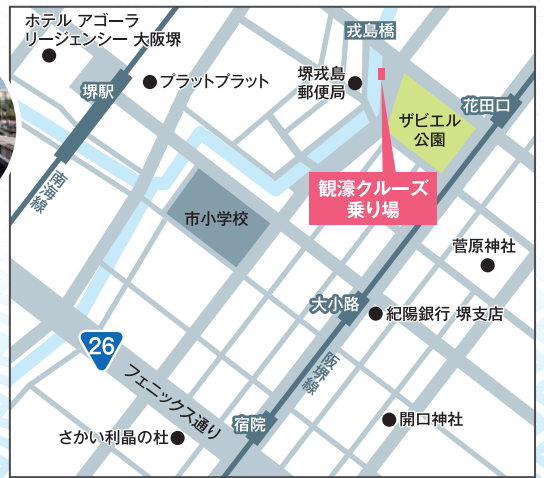 ホテル アゴーラ
リージェンシー 大阪堺
戎島橋
堺駅
プラットプラット
堺戎島
郵便局
花田口
ザビエル
公園
南海線
観濠クルーズ
乗り場
市小学校
菅原神社
大小路
紀陽銀行 堺支店
26
フェニックス通り
阪堺線
宿院
開口神社
さかい利晶の杜